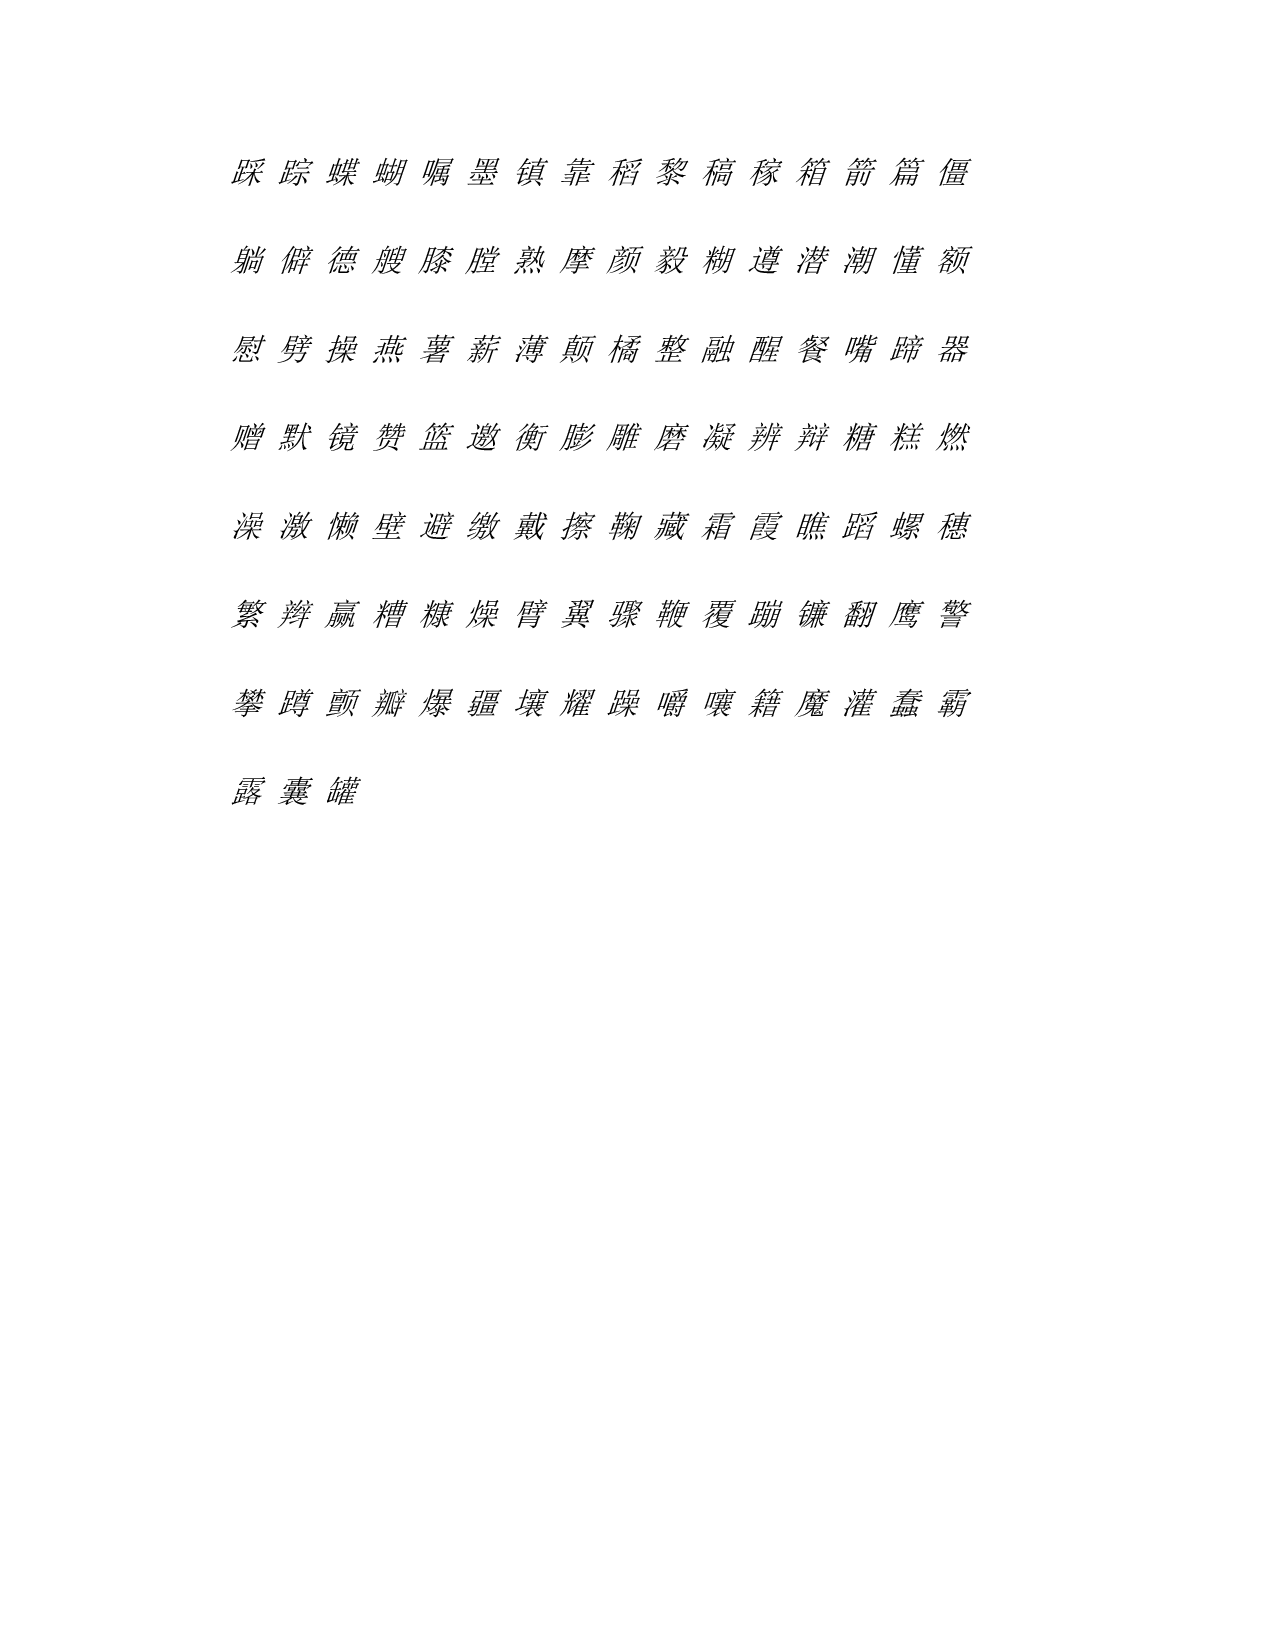 踩 踪 蝶 蝴 嘱 墨 镇 靠 稻 黎 稿 稼 箱 箭 篇 僵
躺 僻 德 艘 膝 膛 熟 摩 颜 毅 糊 遵 潜 潮 懂 额
慰 劈 操 燕 薯 薪 薄 颠 橘 整 融 醒 餐 嘴 蹄 器
赠 默 镜 赞 篮 邀 衡 膨 雕 磨 凝 辨 辩 糖 糕 燃
澡 激 懒 壁 避 缴 戴 擦 鞠 藏 霜 霞 瞧 蹈 螺 穗
繁 辫 赢 糟 糠 燥 臂 翼 骤 鞭 覆 蹦 镰 翻 鹰 警
攀 蹲 颤 瓣 爆 疆 壤 耀 躁 嚼 嚷 籍 魔 灌 蠢 霸
露 囊 罐